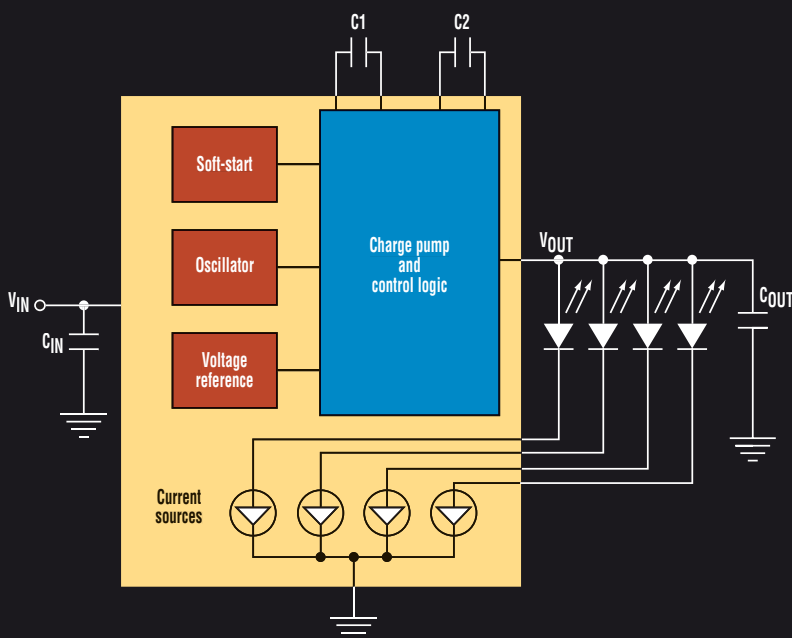 C1
C2
Soft-start
Oscillator
Voltage
reference
Charge pump
and
control logic
VOUT
VIN
CIN
COUT
Current
sources